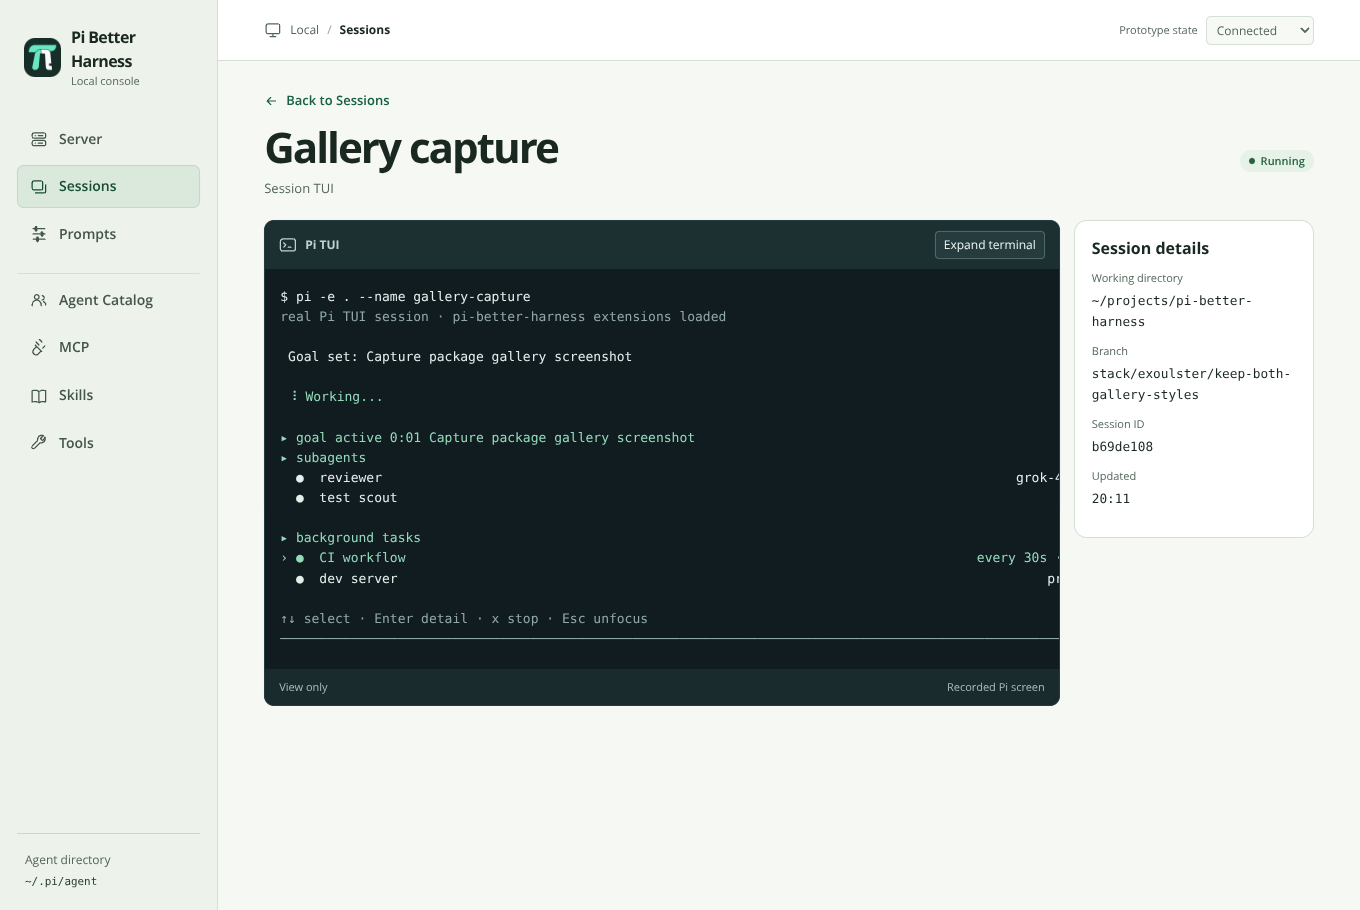 Pi Better
Harness
Local console
Server
Sessions
Prompts
Agent Catalog
MCP
Skills
Tools
Agent directory
~/.pi/agent
Local / Sessions
Prototype state Connected
← Back to Sessions
Gallery capture
Session TUI
● Running
Pi TUI
Expand terminal
$ pi -e . --name gallery-capture
real Pi TUI session · pi-better-harness extensions loaded
Goal set: Capture package gallery screenshot
⠸ Working...
▸ goal active 0:01 Capture package gallery screenshot
▸ subagents
● reviewer grok-4
● test scout
▸ background tasks
› ● CI workflow every 30s ·
● dev server pr
↑↓ select · Enter detail · x stop · Esc unfocus
View only
Recorded Pi screen
Session details
Working directory
~/projects/pi-better-
harness
Branch
stack/exoulster/keep-both-
gallery-styles
Session ID
b69de108
Updated
20:11